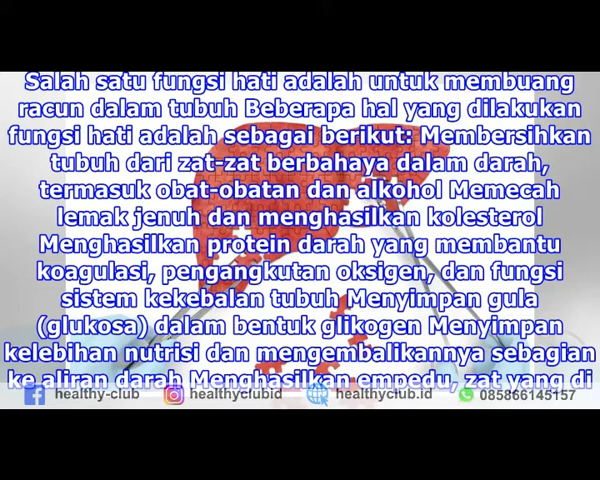 Salah satu fungsi hati adalah untuk membuang
racun dalam tubuh Beberapa hal yang dilakukan
fungsi hati adalah sebagai berikut: Membersihkan
tubuh dari zat-zat berbahaya dalam darah,
termasuk obat-obatan dan alkohol Memecah
lemak jenuh dan menghasilkan kolesterol
Menghasilkan protein darah yang membantu
koagulasi, pengangkutan oksigen, dan fungsi
sistem kekebalan tubuh Menyimpan gula
(glukosa) dalam bentuk glikogen Menyimpan
kelebihan nutrisi dan mengembalikannya sebagian
ke aliran darah Menghasilkan empedu, zat yang di
healthy-club healthyclubid healthyclub.id 085866145157